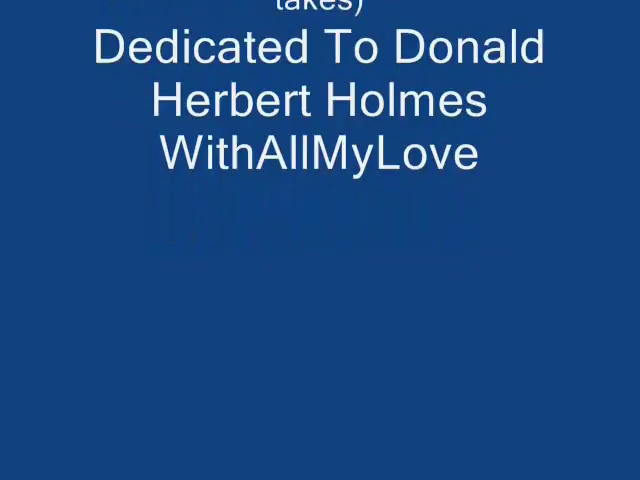 takes)
Dedicated To Donald
Herbert Holmes
WithAllMyLove